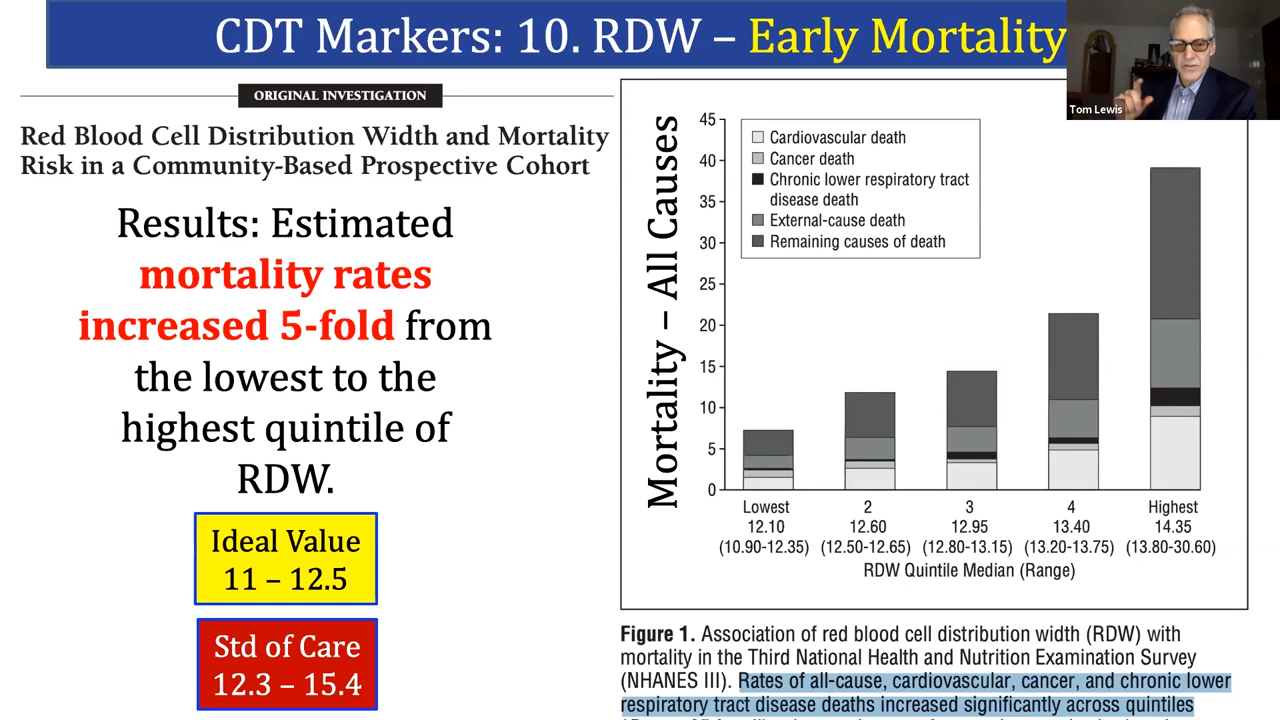 CDT Markers: 10. RDW – Early Mortality
Tom Lewis
ORIGINAL INVESTIGATION
Red Blood Cell Distribution Width and Mortality
Risk in a Community-Based Prospective Cohort
Results: Estimated
mortality rates
increased 5-fold from
the lowest to the
highest quintile of
RDW.
Ideal Value
11 – 12.5
Std of Care
12.3 – 15.4
Mortality – All Causes
45
40
35
30
25
20
15
10
5
0
Cardiovascular death
Cancer death
Chronic lower respiratory tract
disease death
External-cause death
Remaining causes of death
Lowest 2 3 4 Highest
12.10 12.60 12.95 13.40 14.35
(10.90-12.35) (12.50-12.65) (12.80-13.15) (13.20-13.75) (13.80-30.60)
RDW Quintile Median (Range)
Figure 1. Association of red blood cell distribution width (RDW) with
mortality in the Third National Health and Nutrition Examination Survey
(NHANES III). Rates of all-cause, cardiovascular, cancer, and chronic lower
respiratory tract disease deaths increased significantly across quintiles